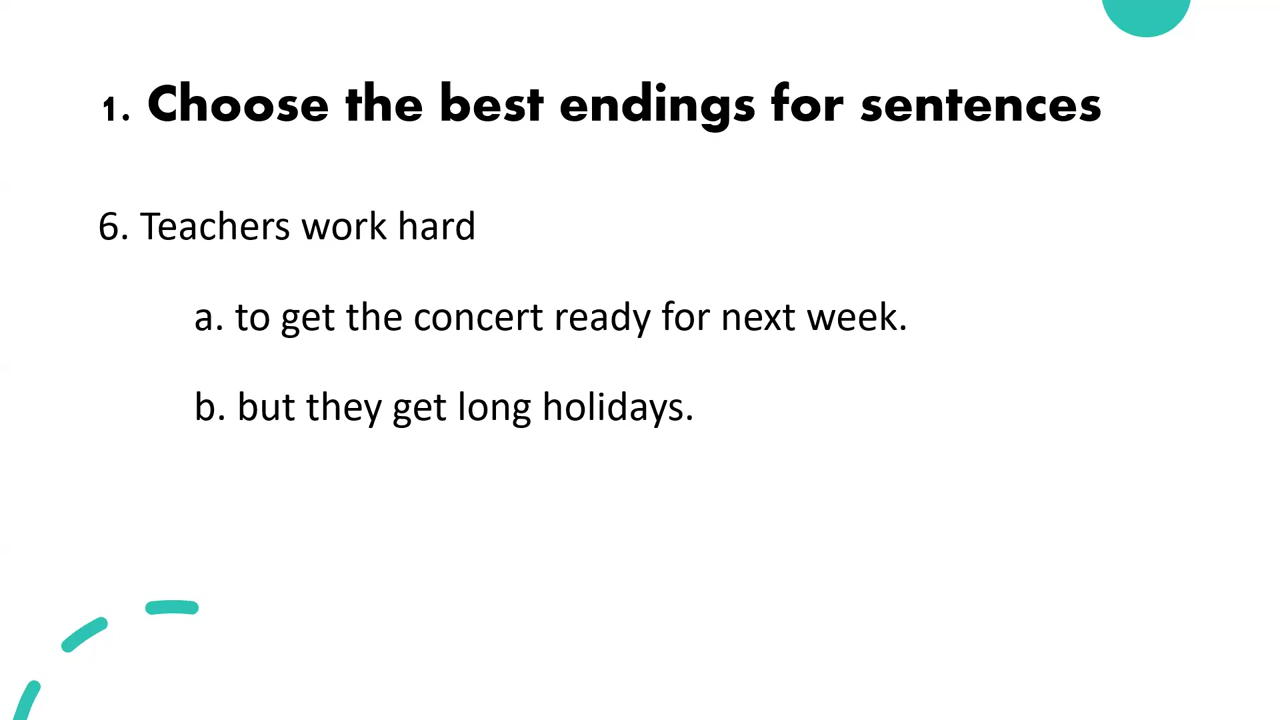 1. Choose the best endings for sentences
6. Teachers work hard
a. to get the concert ready for next week.
b. but they get long holidays.